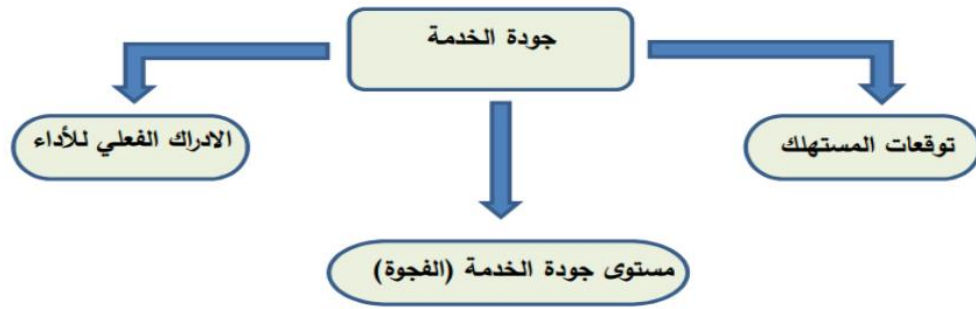 جودة الخدمة
توقعات المستهلك
الادراك الفعلي للأداء
مستوى جودة الخدمة (الفجوة)